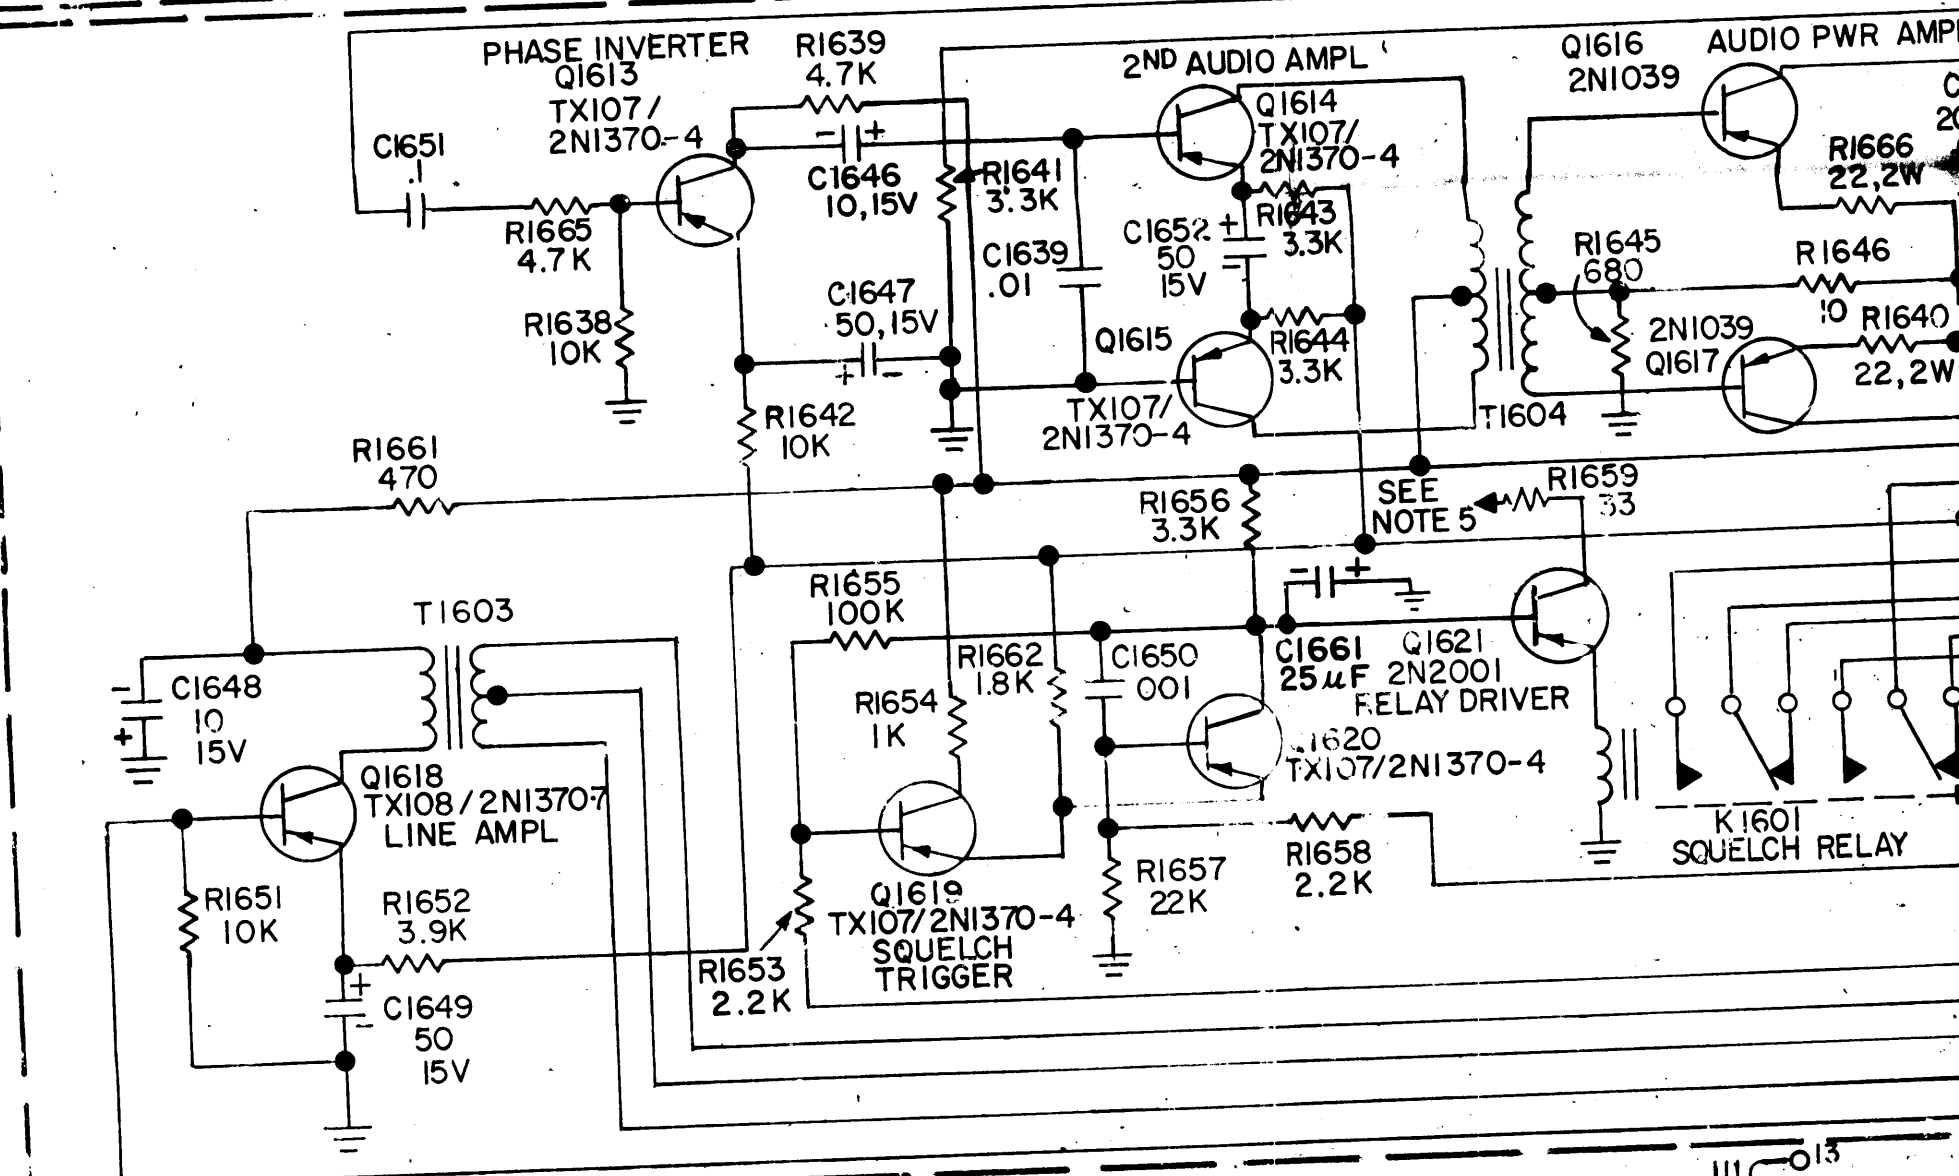 PHASE INVERTER
Q1613
TX107/
2N1370-4
R1639
4.7K
2ND AUDIO AMPL
Q1614
TX107/
2N1370-4
Q1616
2N1039
AUDIO PWR AMPL
C1651
.1
R1665
4.7K
C1646
10,15V
R1641
3.3K
R1643
3.3K
C1652
50
15V
C1639
.01
R1666
22,2W
R1645
680
R1646
10
R1638
10K
C1647
50,15V
Q1615
TX107/
2N1370-4
R1644
3.3K
2N1039
Q1617
R1640
22,2W
T1604
R1642
10K
R1661
470
R1656
3.3K
SEE
NOTE 5
R1659
33
T1603
R1655
100K
C1648
10
15V
R1662
1.8K
C1650
001
C1661
25µF
Q1621
2N2001
RELAY DRIVER
R1654
1K
Q1620
TX107/2N1370-4
Q1618
TX108/2N1370-7
LINE AMPL
K1601
SQUELCH RELAY
R1651
10K
R1652
3.9K
Q1619
TX107/2N1370-4
SQUELCH
TRIGGER
R1657
22K
R1658
2.2K
R1653
2.2K
C1649
50
15V
13